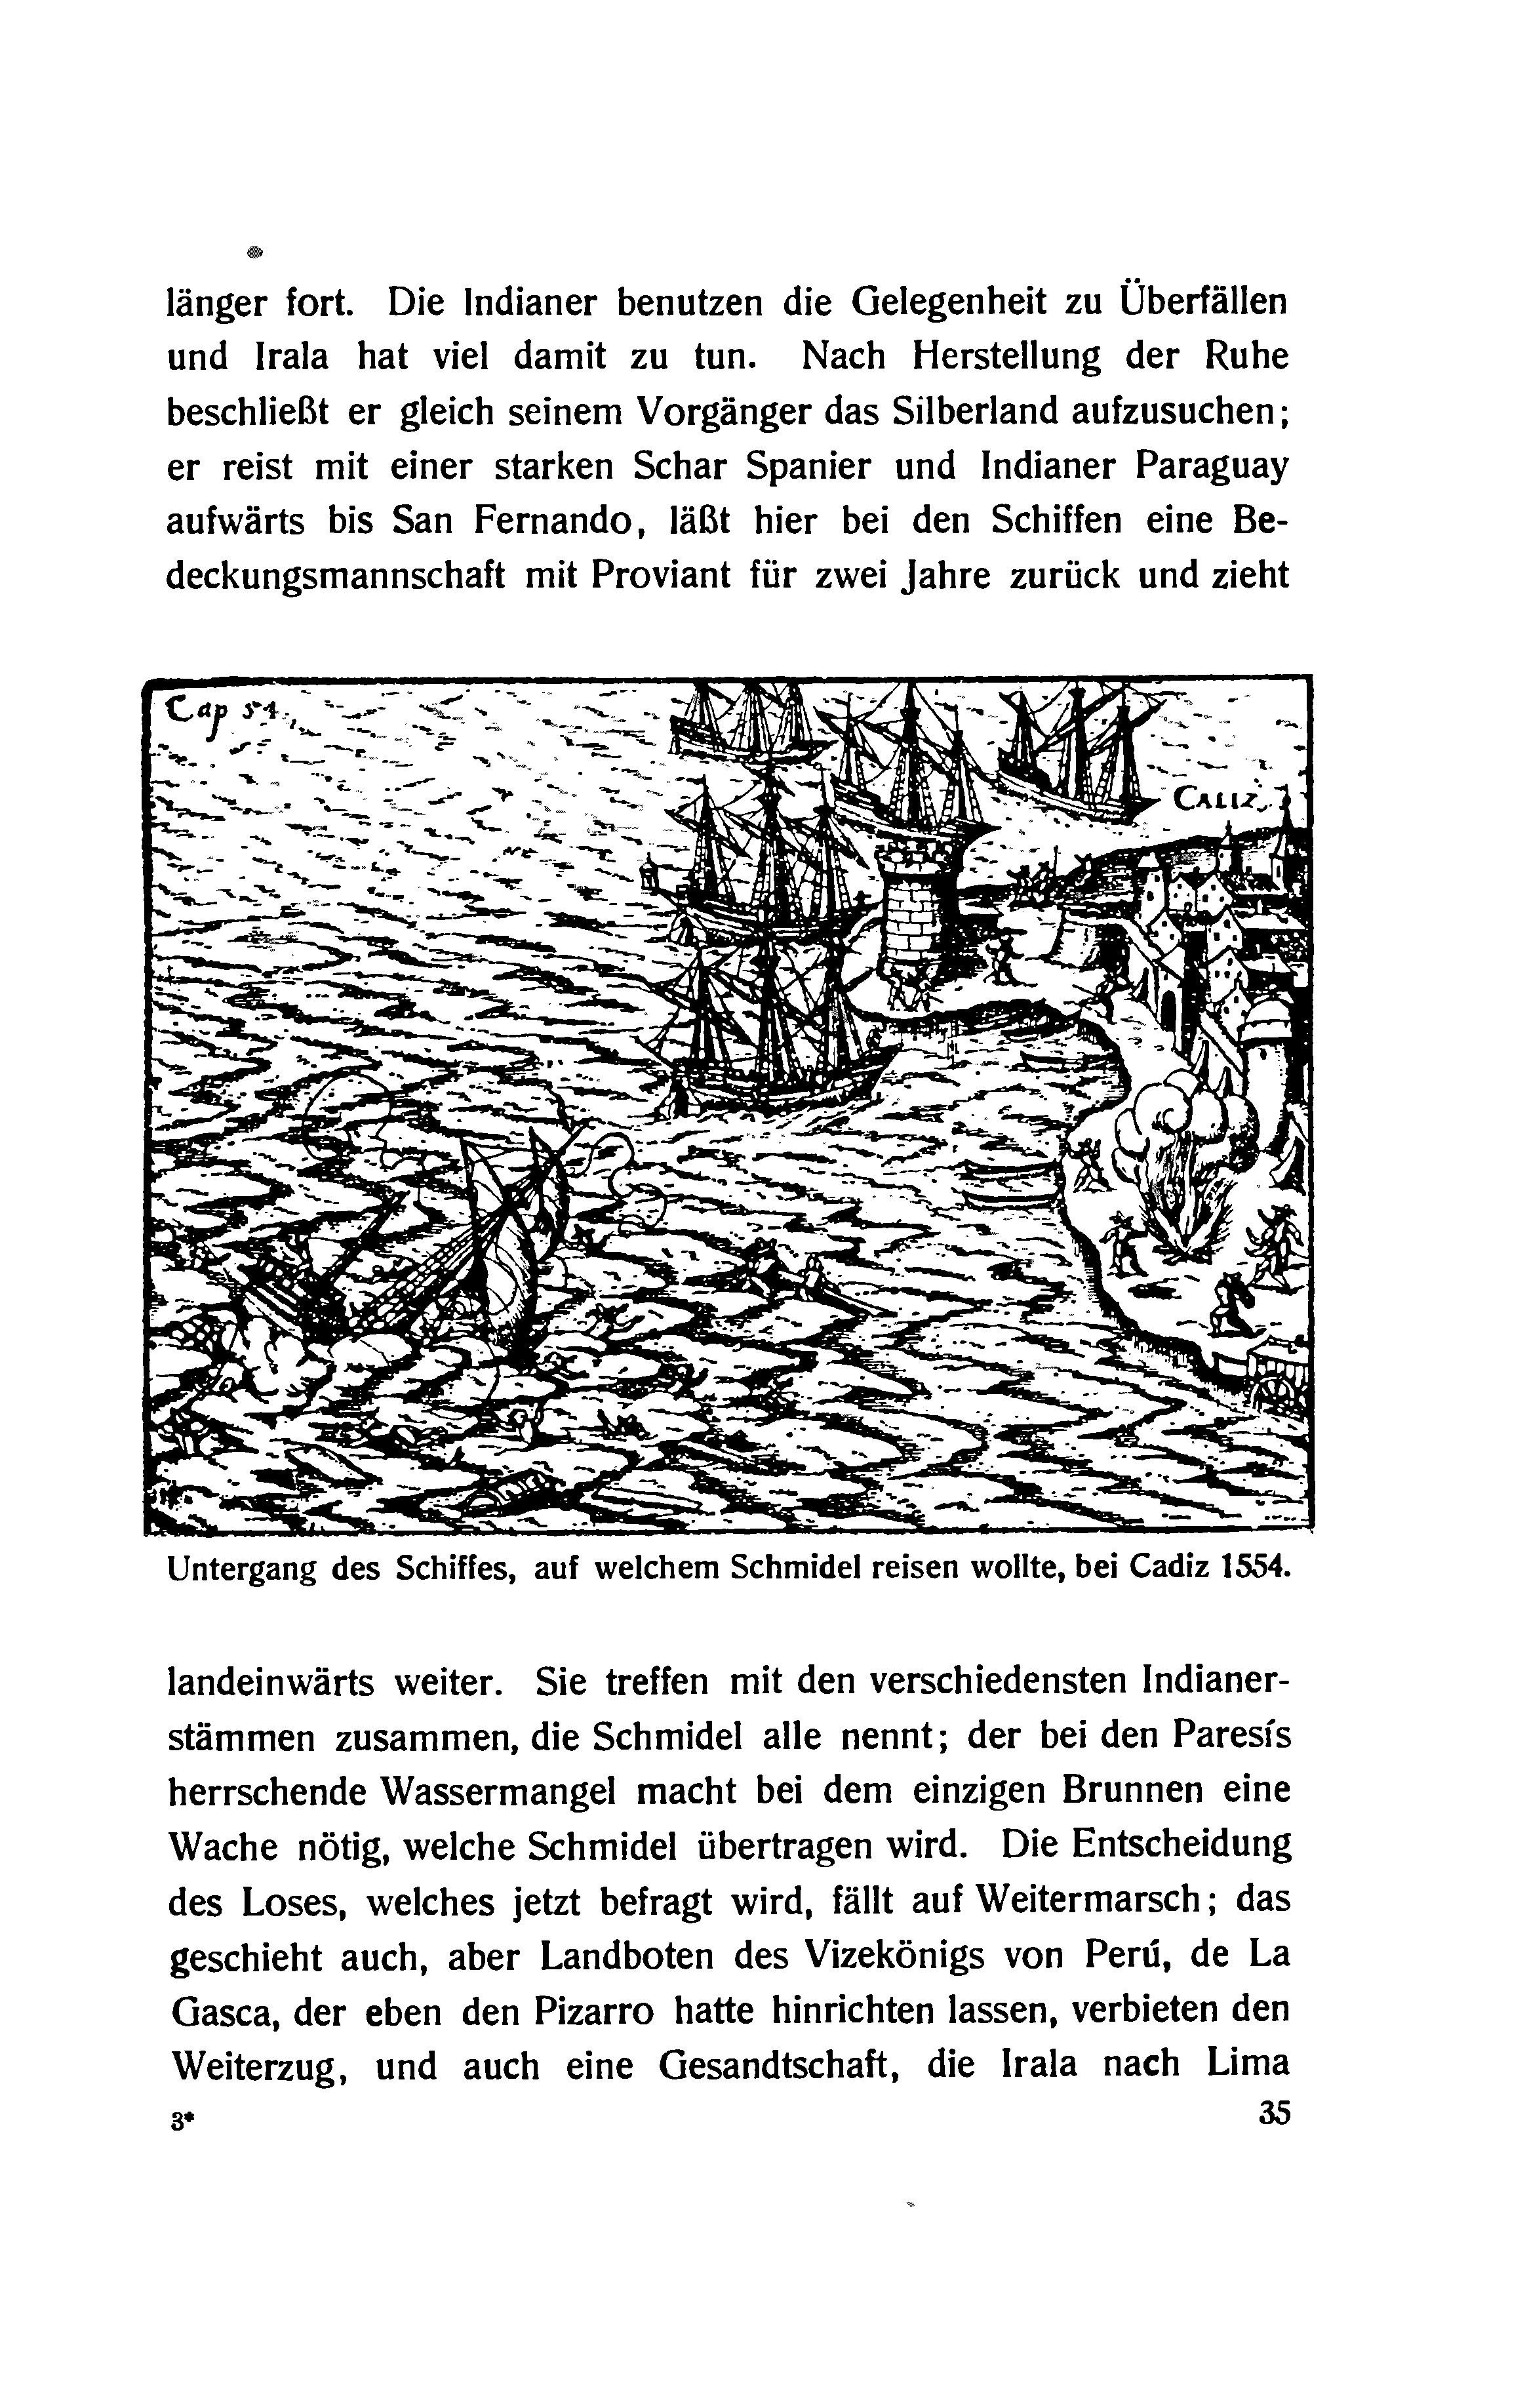 länger fort. Die Indianer benutzen die Gelegenheit zu Überfällen
und Irala hat viel damit zu tun. Nach Herstellung der Ruhe
beschließt er gleich seinem Vorgänger das Silberland aufzusuchen;
er reist mit einer starken Schar Spanier und Indianer Paraguay
aufwärts bis San Fernando, läßt hier bei den Schiffen eine Be-
deckungsmannschaft mit Proviant für zwei Jahre zurück und zieht
Cap 54
CALIZ
Untergang des Schiffes, auf welchem Schmidel reisen wollte, bei Cadiz 1554.
landeinwärts weiter. Sie treffen mit den verschiedensten Indianer-
stämmen zusammen, die Schmidel alle nennt; der bei den Paresís
herrschende Wassermangel macht bei dem einzigen Brunnen eine
Wache nötig, welche Schmidel übertragen wird. Die Entscheidung
des Loses, welches jetzt befragt wird, fällt auf Weitermarsch; das
geschieht auch, aber Landboten des Vizekönigs von Perú, de La
Gasca, der eben den Pizarro hatte hinrichten lassen, verbieten den
Weiterzug, und auch eine Gesandtschaft, die Irala nach Lima
3*
35